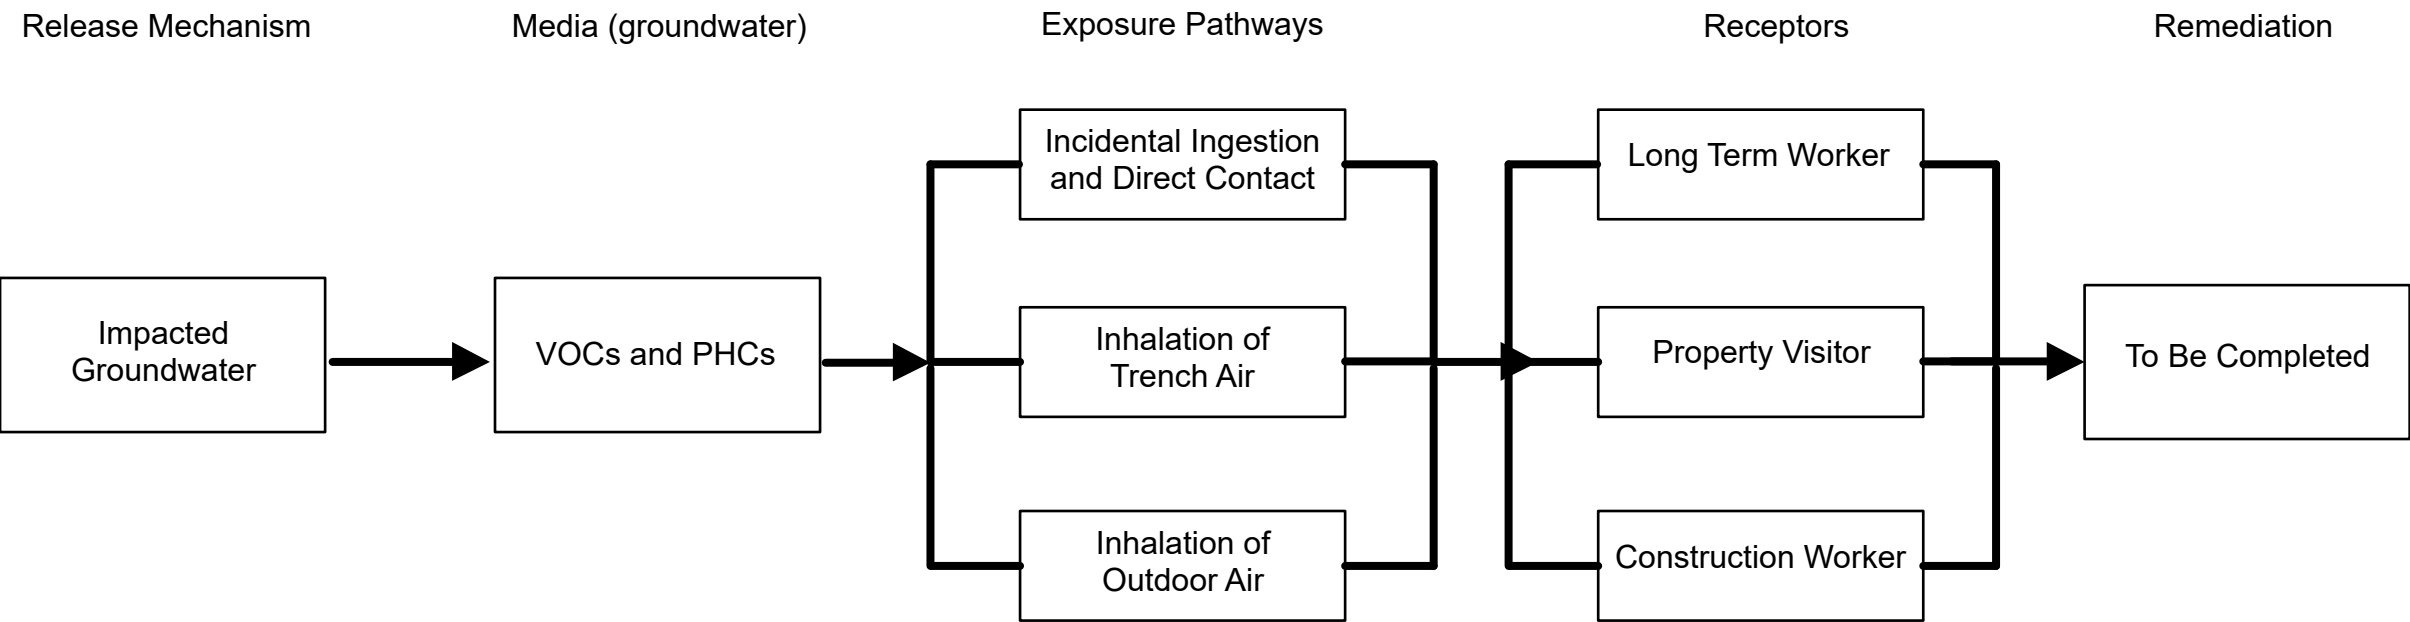 Release Mechanism
Media (groundwater)
Exposure Pathways
Receptors
Remediation
Impacted
Groundwater
VOCs and PHCs
Incidental Ingestion
and Direct Contact
Inhalation of
Trench Air
Inhalation of
Outdoor Air
Long Term Worker
Property Visitor
Construction Worker
To Be Completed